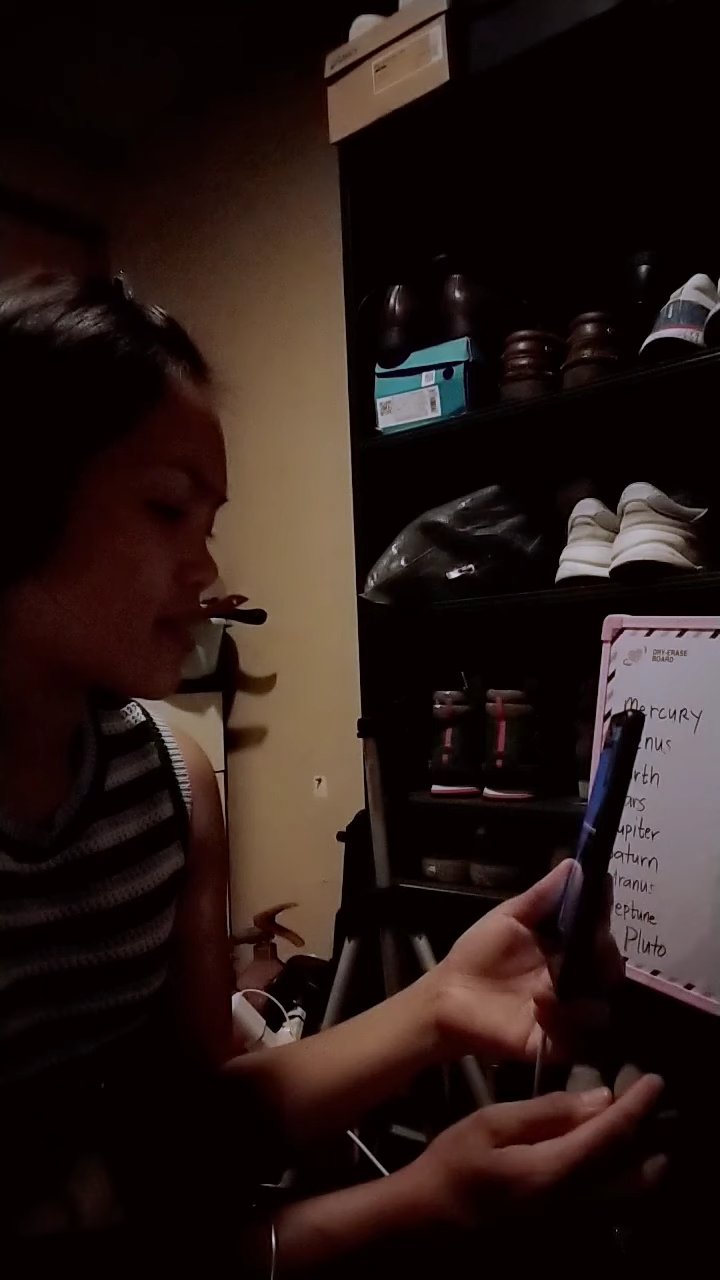 DRY-ERASE
BOARD
Mercury
enus
rth
ars
upiter
aturn
ranus
eptune
Pluto